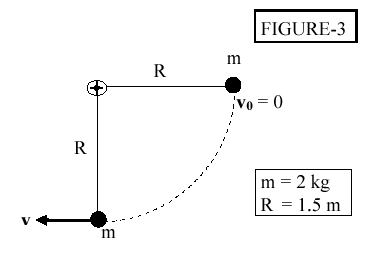 FIGURE-3
m
R
v₀ = 0
R
m = 2 kg
R = 1.5 m
v
m